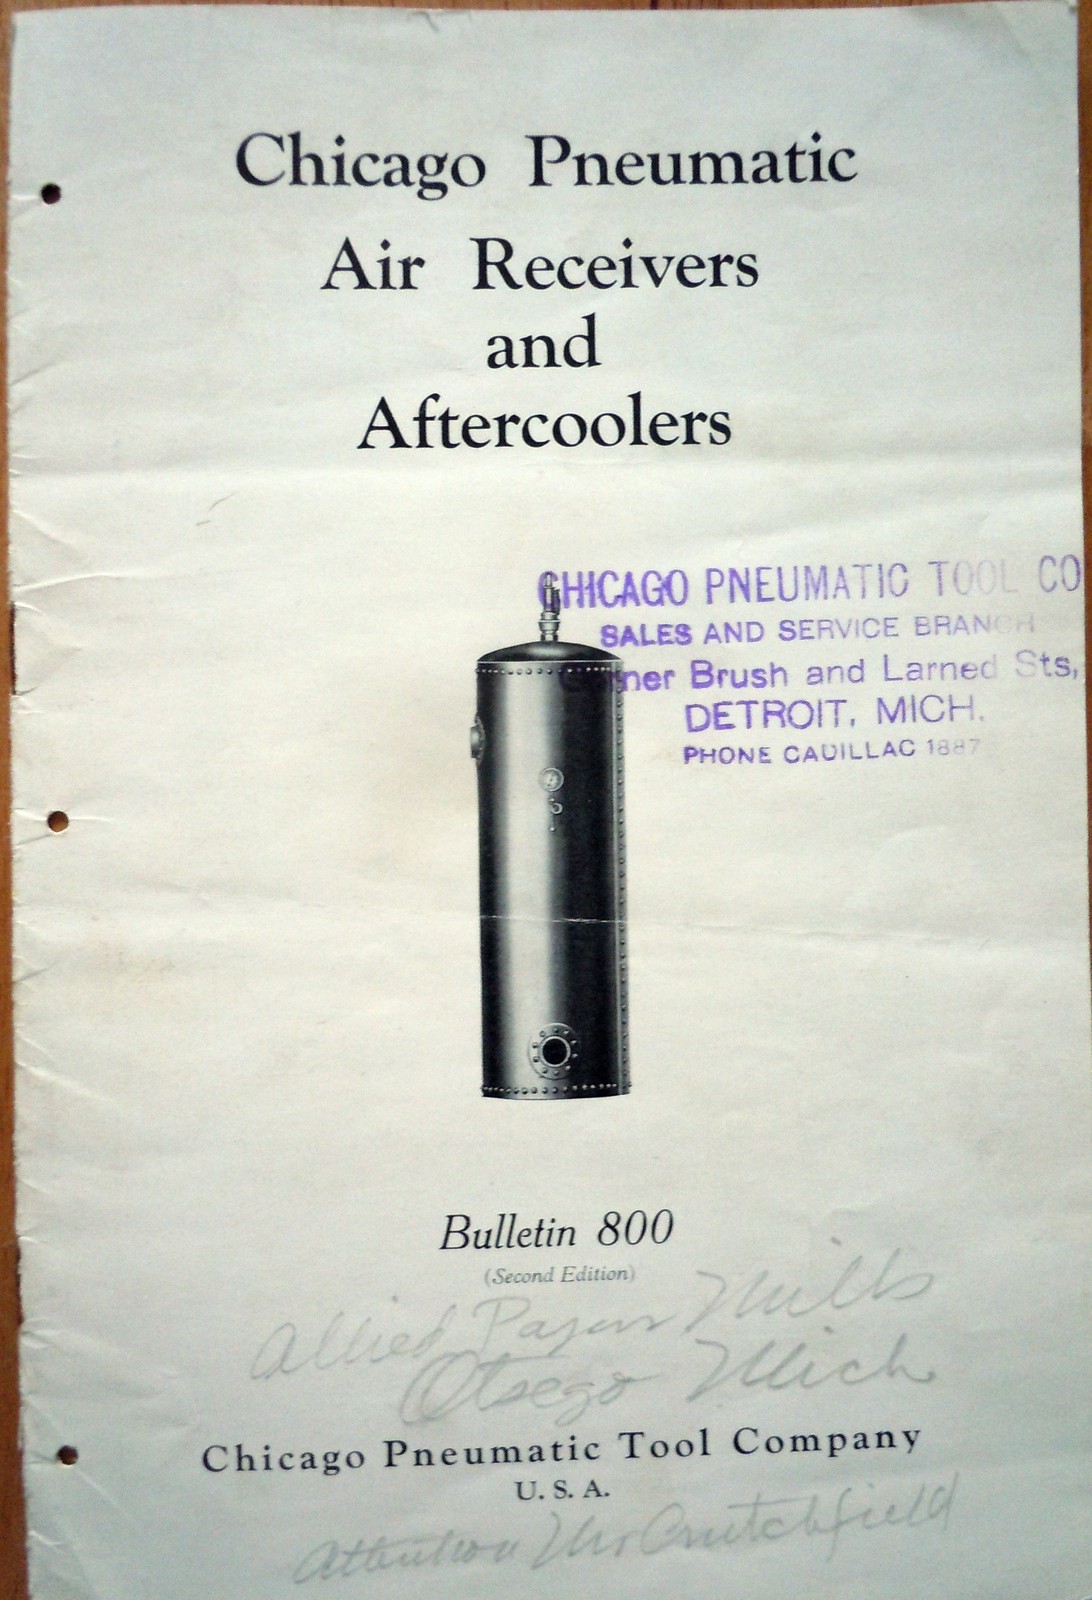 Chicago Pneumatic
Air Receivers
and
Aftercoolers
CHICAGO PNEUMATIC TOOL CO
SALES AND SERVICE BRANCH
Corner Brush and Larned Sts,
DETROIT, MICH.
PHONE CADILLAC 1887
Bulletin 800
(Second Edition)
Allied Paper Mills
Otsego Mich
Chicago Pneumatic Tool Company
U. S. A.
Attention Mr Crutchfield